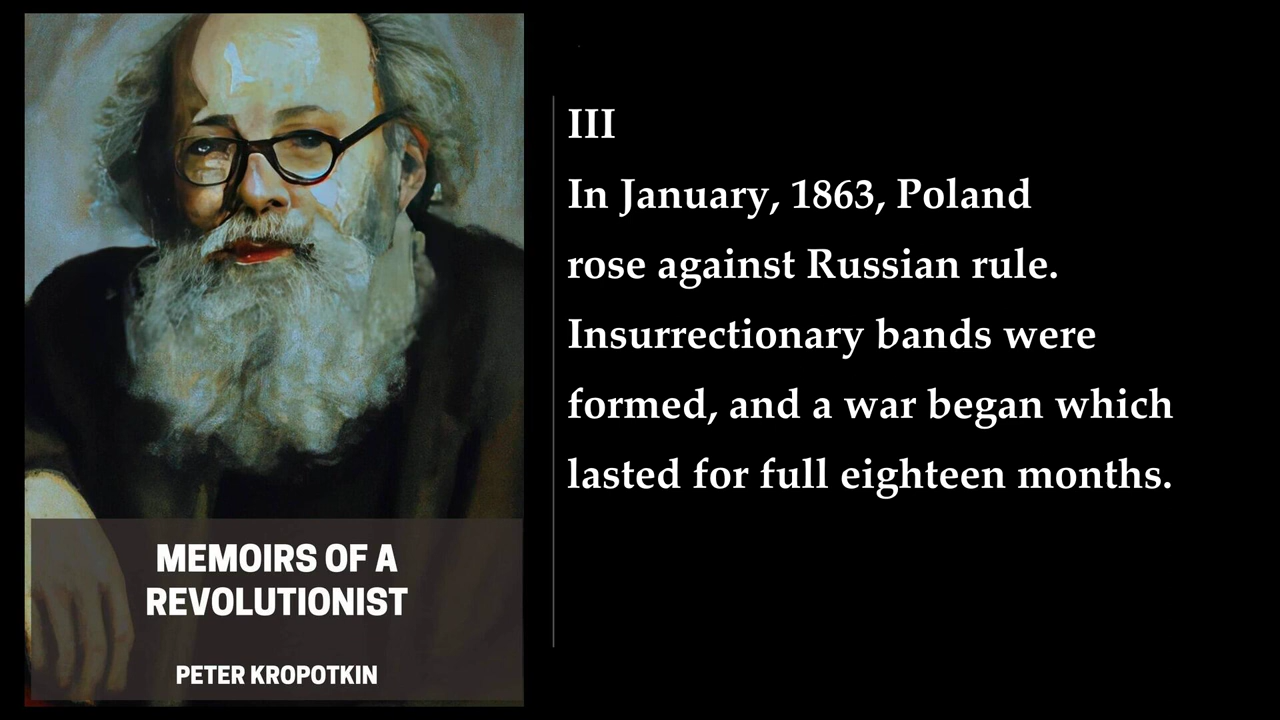 MEMOIRS OF A
REVOLUTIONIST
PETER KROPOTKIN
III
In January, 1863, Poland
rose against Russian rule.
Insurrectionary bands were
formed, and a war began which
lasted for full eighteen months.